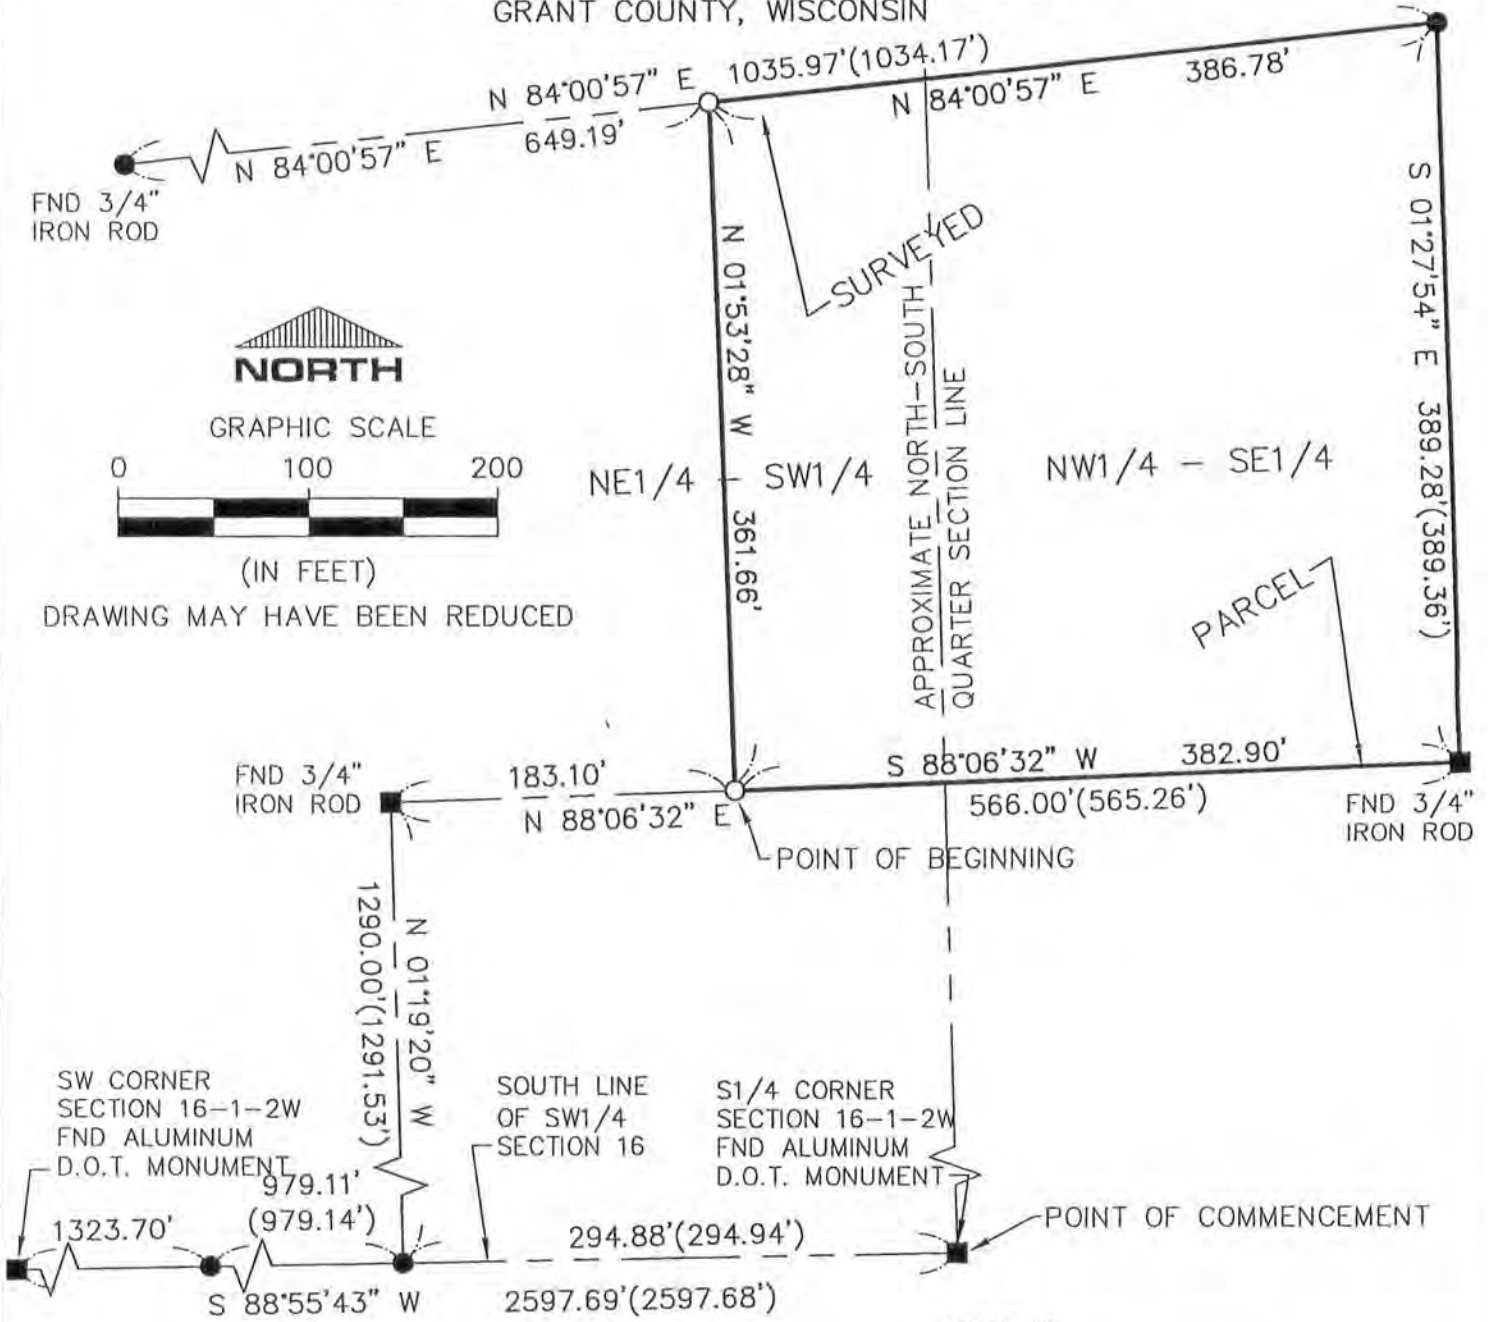 GRANT COUNTY, WISCONSIN
1035.97'(1034.17')
N 84°00'57" E
N 84°00'57" E
386.78'
649.19'
N 84°00'57" E
FND 3/4"
IRON ROD
SURVEYED
N 01°53'28" W 361.66'
S 01°27'54" E 389.28'(389.36')
NORTH
GRAPHIC SCALE
0 100 200
(IN FEET)
DRAWING MAY HAVE BEEN REDUCED
NE1/4 - SW1/4
NW1/4 - SE1/4
APPROXIMATE NORTH-SOUTH
QUARTER SECTION LINE
PARCEL
FND 3/4"
IRON ROD
183.10'
N 88°06'32" E
S 88°06'32" W 382.90'
566.00'(565.26')
FND 3/4"
IRON ROD
POINT OF BEGINNING
N 01°19'20" W
1290.00'(1291.53')
SW CORNER
SECTION 16-1-2W
FND ALUMINUM
D.O.T. MONUMENT
SOUTH LINE
OF SW1/4
SECTION 16
S1/4 CORNER
SECTION 16-1-2W
FND ALUMINUM
D.O.T. MONUMENT
979.11'
(979.14')
1323.70'
294.88'(294.94')
POINT OF COMMENCEMENT
S 88°55'43" W
2597.69'(2597.68')